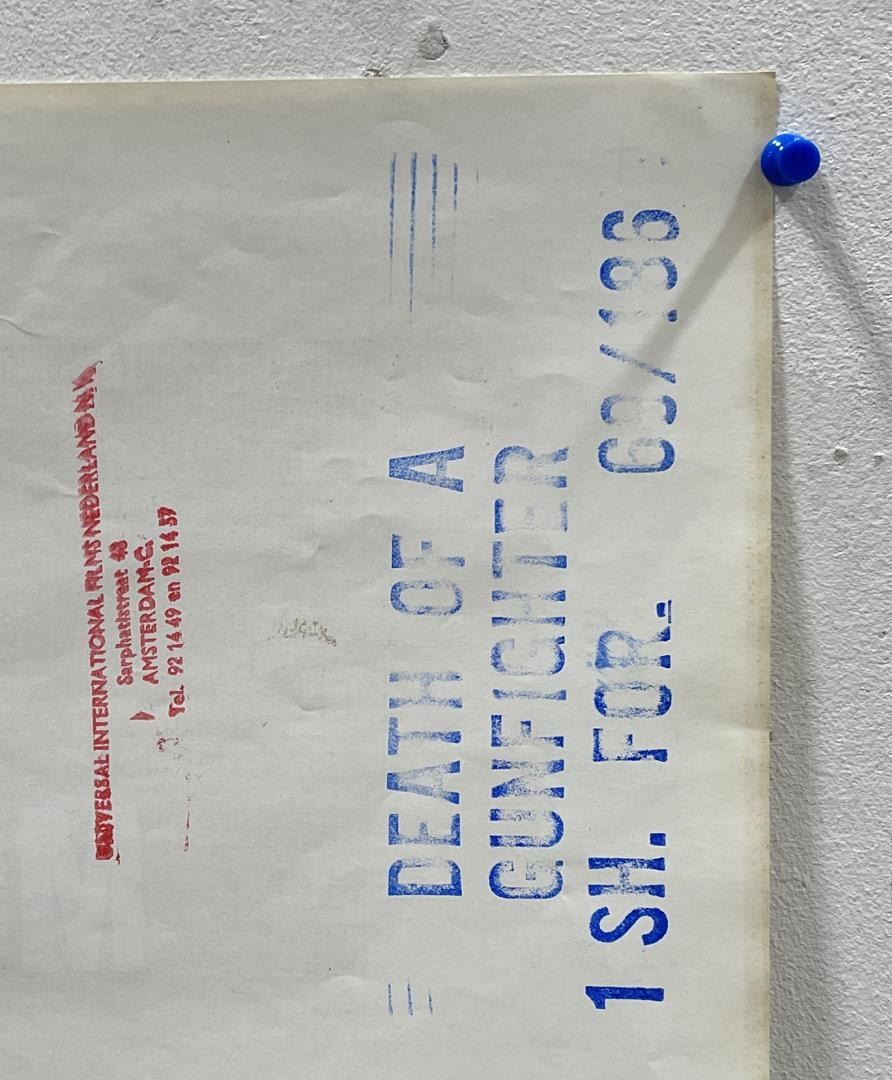 UNIVERSAL INTERNATIONAL FILMS NEDERLAND N.V.
Sarphatistraat 48
AMSTERDAM-C.
Tel. 92 14 49 en 92 14 57
DEATH OF A
GUNFIGHTER
1 SH. FOR. 69/186